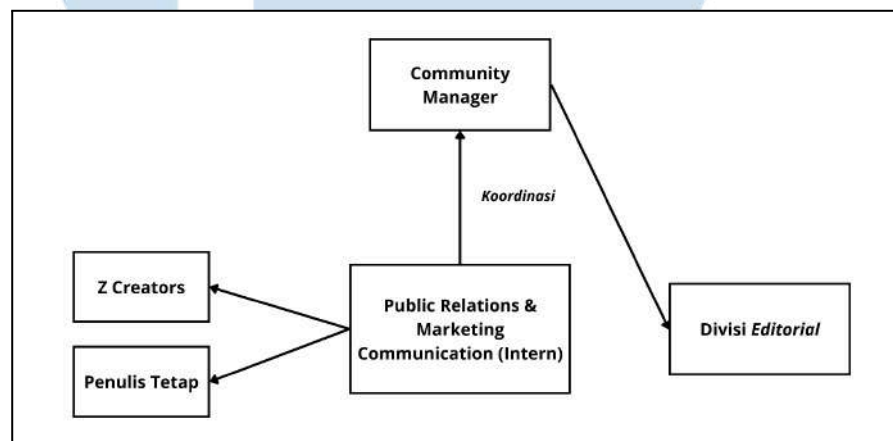 Community
Manager
Koordinasi
Z Creators
Public Relations &
Marketing
Communication (Intern)
Divisi Editorial
Penulis Tetap